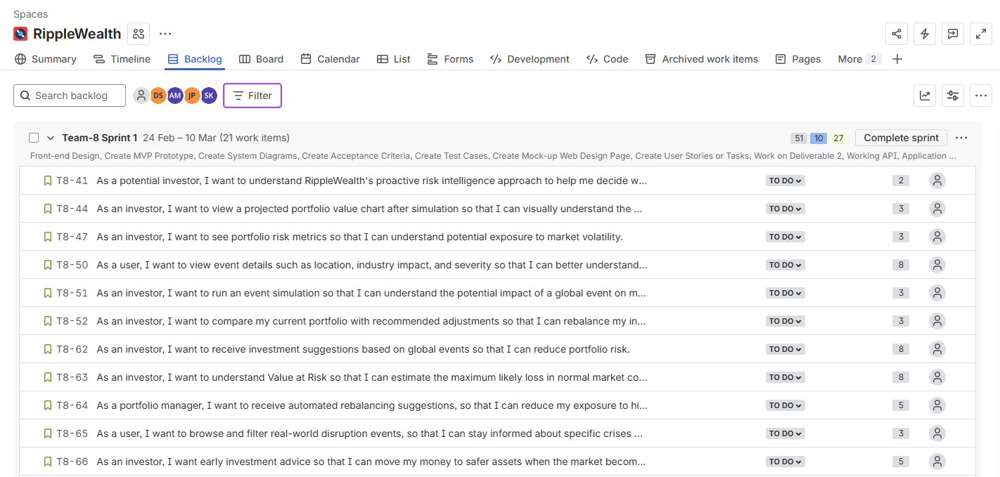 Spaces
RippleWealth
Summary Timeline Backlog Board Calendar List Forms Development Code Archived work items Pages More 2
Search backlog DS AM JP SK Filter
Team-8 Sprint 1 24 Feb – 10 Mar (21 work items) 51 10 27 Complete sprint
Front-end Design, Create MVP Prototype, Create System Diagrams, Create Acceptance Criteria, Create Test Cases, Create Mock-up Web Design Page, Create User Stories or Tasks, Work on Deliverable 2, Working API, Application ...
T8-41 As a potential investor, I want to understand RippleWealth's proactive risk intelligence approach to help me decide w... TO DO 2
T8-44 As an investor, I want to view a projected portfolio value chart after simulation so that I can visually understand the ... TO DO 3
T8-47 As an investor, I want to see portfolio risk metrics so that I can understand potential exposure to market volatility. TO DO 3
T8-50 As a user, I want to view event details such as location, industry impact, and severity so that I can better understand... TO DO 8
T8-51 As an investor, I want to run an event simulation so that I can understand the potential impact of a global event on m... TO DO 3
T8-52 As an investor, I want to compare my current portfolio with recommended adjustments so that I can rebalance my in... TO DO 3
T8-62 As an investor, I want to receive investment suggestions based on global events so that I can reduce portfolio risk. TO DO 8
T8-63 As an investor, I want to understand Value at Risk so that I can estimate the maximum likely loss in normal market co... TO DO 8
T8-64 As a portfolio manager, I want to receive automated rebalancing suggestions, so that I can reduce my exposure to hi... TO DO 5
T8-65 As a user, I want to browse and filter real-world disruption events, so that I can stay informed about specific crises ... TO DO 3
T8-66 As an investor, I want early investment advice so that I can move my money to safer assets when the market becom... TO DO 5